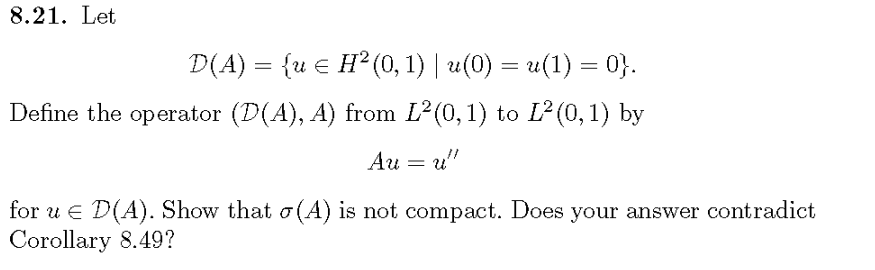 8.21. Let
𝒟(A) = {u ∈ H²(0, 1) | u(0) = u(1) = 0}.
Define the operator (𝒟(A), A) from L²(0, 1) to L²(0, 1) by
Au = u″
for u ∈ 𝒟(A). Show that σ(A) is not compact. Does your answer contradict
Corollary 8.49?